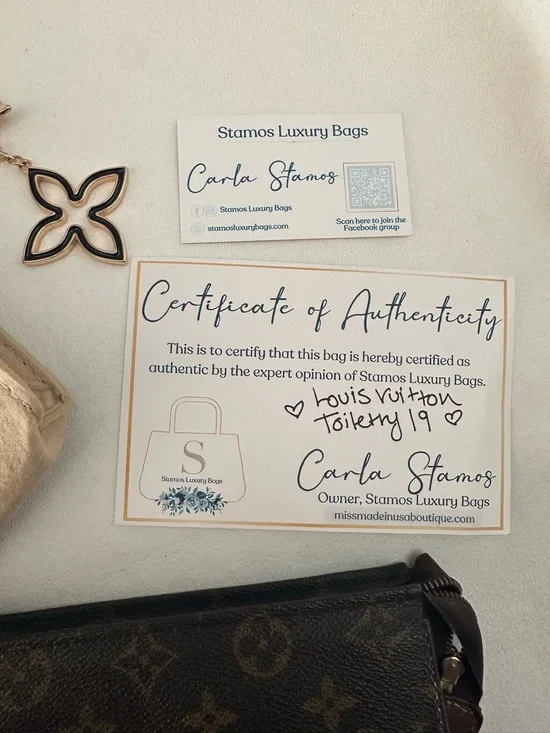 Stamos Luxury Bags
Carla Stamos
Stamos Luxury Bags
stamosluxurybags.com
Scan here to join the
Facebook group
Certificate of Authenticity
This is to certify that this bag is hereby certified as
authentic by the expert opinion of Stamos Luxury Bags.
Louis Vuitton
Toiletry 19
S
Stamos Luxury Bags
Carla Stamos
Owner, Stamos Luxury Bags
missmadeinusaboutique.com